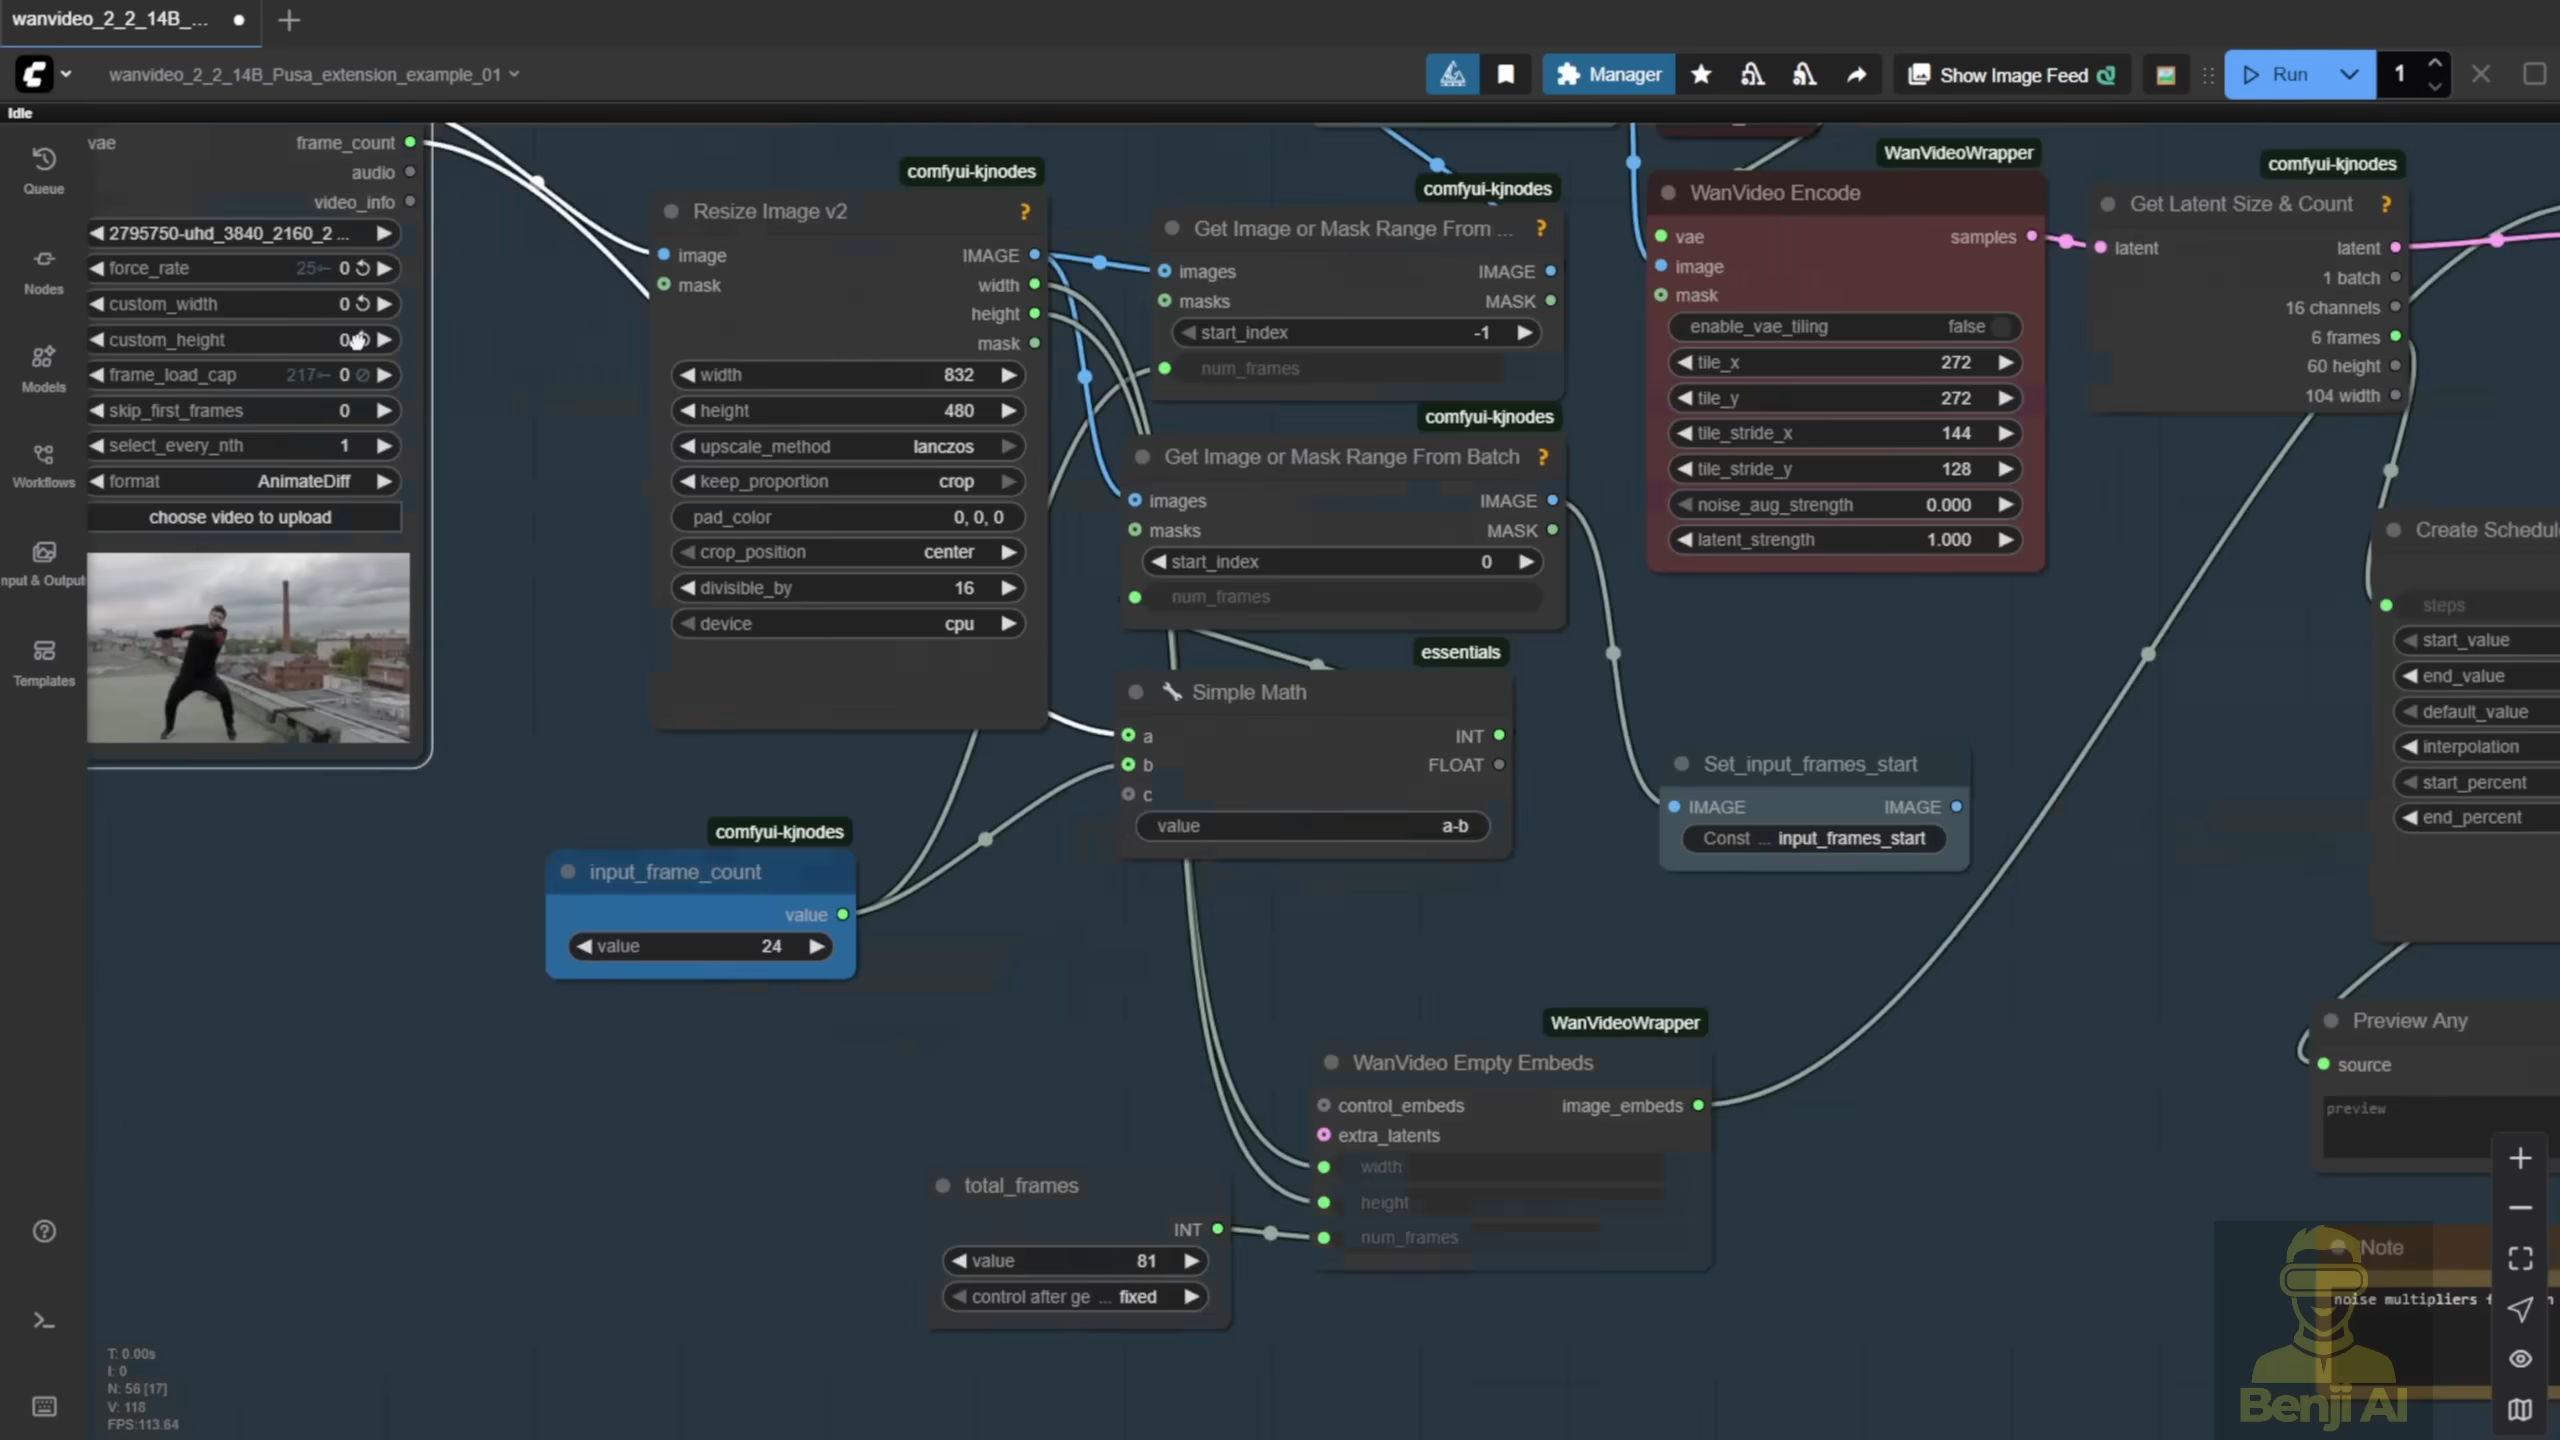 wanvideo_2_2_14B_...
wanvideo_2_2_14B_Pusa_extension_example_01
Manager
Show Image Feed
Run
1
Idle
Queue
Nodes
Models
Workflows
nput & Output
Templates
vae
frame_count
audio
video_info
2795750-uhd_3840_2160_2 ...
force_rate 25 0
custom_width 0
custom_height 0
frame_load_cap 217 0
skip_first_frames 0
select_every_nth 1
format AnimateDiff
choose video to upload
comfyui-kjnodes
Resize Image v2 ?
image IMAGE
mask width
height
mask
width 832
height 480
upscale_method lanczos
keep_proportion crop
pad_color 0, 0, 0
crop_position center
divisible_by 16
device cpu
comfyui-kjnodes
input_frame_count
value
value 24
comfyui-kjnodes
Get Image or Mask Range From ... ?
images IMAGE
masks MASK
start_index -1
num_frames
comfyui-kjnodes
Get Image or Mask Range From Batch ?
images IMAGE
masks MASK
start_index 0
num_frames
essentials
Simple Math
a INT
b FLOAT
c
value a-b
WanVideoWrapper
WanVideo Encode
vae samples
image
mask
enable_vae_tiling false
tile_x 272
tile_y 272
tile_stride_x 144
tile_stride_y 128
noise_aug_strength 0.000
latent_strength 1.000
Set_input_frames_start
IMAGE IMAGE
Const ... input_frames_start
WanVideoWrapper
WanVideo Empty Embeds
control_embeds image_embeds
extra_latents
width
height
num_frames
total_frames
INT
value 81
control after ge ... fixed
comfyui-kjnodes
Get Latent Size & Count ?
latent latent
1 batch
16 channels
6 frames
60 height
104 width
Create Schedul
steps
start_value
end_value
default_value
interpolation
start_percent
end_percent
Preview Any
source
preview
Note
noise multipliers
Benji AI
T: 0.00s
I: 0
N: 56 [17]
V: 118
FPS:113.64